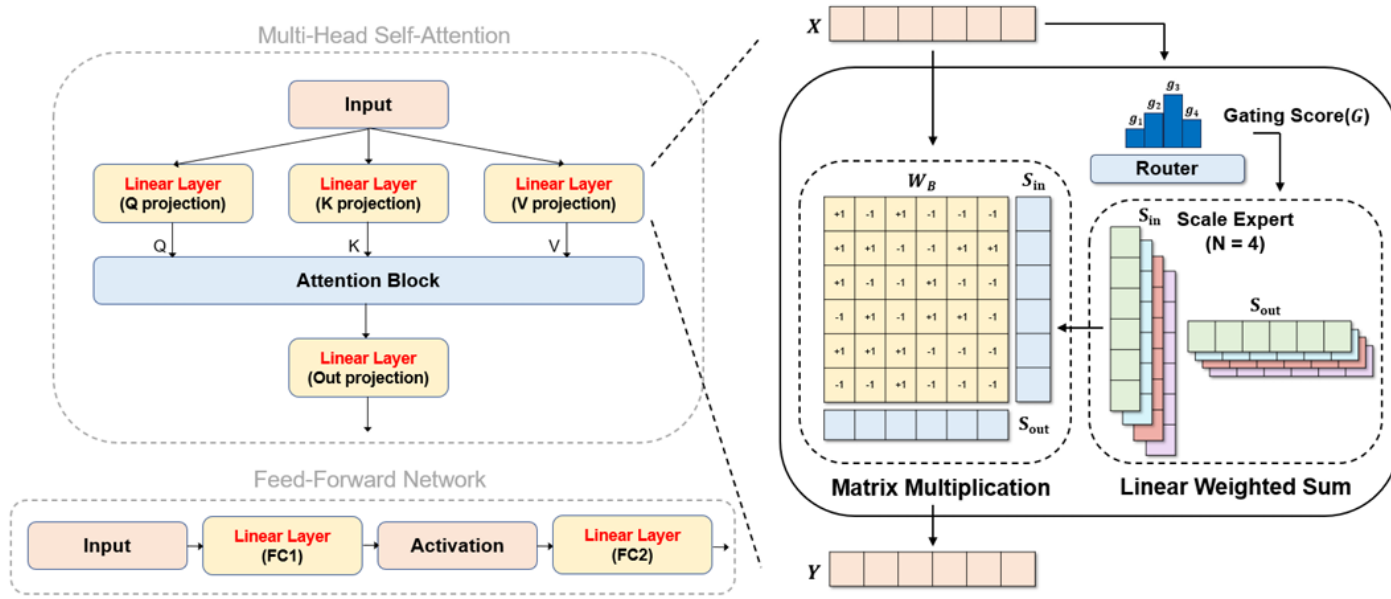 Multi-Head Self-Attention
Input
Linear Layer
(Q projection)
Linear Layer
(K projection)
Linear Layer
(V projection)
Q
K
V
Attention Block
Linear Layer
(Out projection)
Feed-Forward Network
Input
Linear Layer
(FC1)
Activation
Linear Layer
(FC2)
X
g1
g2
g3
g4
Gating Score(G)
Router
W_B
S_in
+1 -1 +1 -1 -1 -1
+1 +1 -1 -1 +1 +1
-1 -1 -1 +1 -1 -1
-1 +1 -1 +1 +1 -1
+1 +1 +1 -1 -1 -1
-1 -1 +1 -1 -1 +1
S_out
Matrix Multiplication
S_in
Scale Expert
(N = 4)
S_out
Linear Weighted Sum
Y